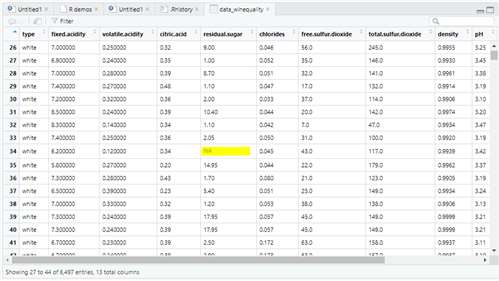 Untitled1* R demos Untitled1* .Rhistory data_winequality
Filter
type fixed.acidity volatile.acidity citric.acid residual.sugar chlorides free.sulfur.dioxide total.sulfur.dioxide density pH
26 white 7.000000 0.250000 0.32 9.00 0.046 56.0 245.0 0.9955 3.25
27 white 6.900000 0.240000 0.35 1.00 0.052 35.0 146.0 0.9930 3.45
28 white 7.000000 0.280000 0.39 8.70 0.051 32.0 141.0 0.9961 3.38
29 white 7.400000 0.270000 0.48 1.10 0.047 17.0 132.0 0.9914 3.19
30 white 7.200000 0.320000 0.36 2.00 0.033 37.0 114.0 0.9906 3.10
31 white 8.500000 0.240000 0.39 10.40 0.044 20.0 142.0 0.9974 3.20
32 white 8.300000 0.140000 0.34 1.10 0.042 7.0 47.0 0.9934 3.47
33 white 7.400000 0.250000 0.36 2.05 0.050 31.0 100.0 0.9920 3.19
34 white 6.200000 0.120000 0.34 NA 0.045 43.0 117.0 0.9939 3.42
35 white 5.800000 0.270000 0.20 14.95 0.044 22.0 179.0 0.9962 3.37
36 white 7.300000 0.280000 0.43 1.70 0.080 21.0 123.0 0.9905 3.19
37 white 6.500000 0.390000 0.23 5.40 0.051 25.0 149.0 0.9934 3.24
38 white 7.000000 0.330000 0.32 1.20 0.053 38.0 138.0 0.9906 3.13
39 white 7.300000 0.240000 0.39 17.95 0.057 45.0 149.0 0.9999 3.21
40 white 7.300000 0.240000 0.39 17.95 0.057 45.0 149.0 0.9999 3.21
41 white 6.700000 0.230000 0.39 2.50 0.172 63.0 158.0 0.9937 3.11
Showing 27 to 44 of 6,497 entries, 13 total columns